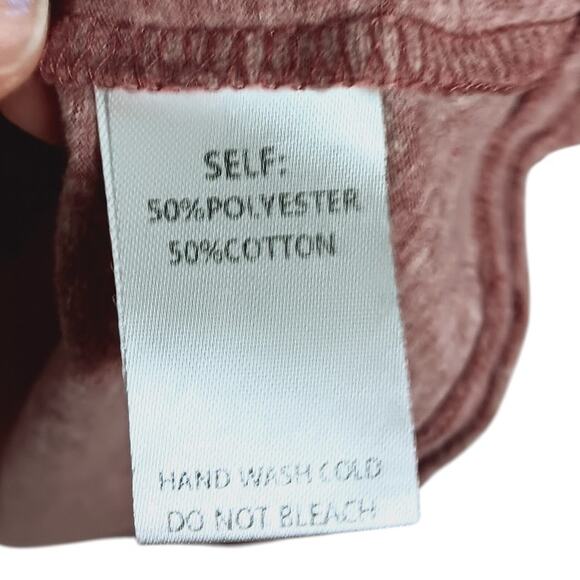 SELF:
50%POLYESTER
50%COTTON
HAND WASH COLD
DO NOT BLEACH